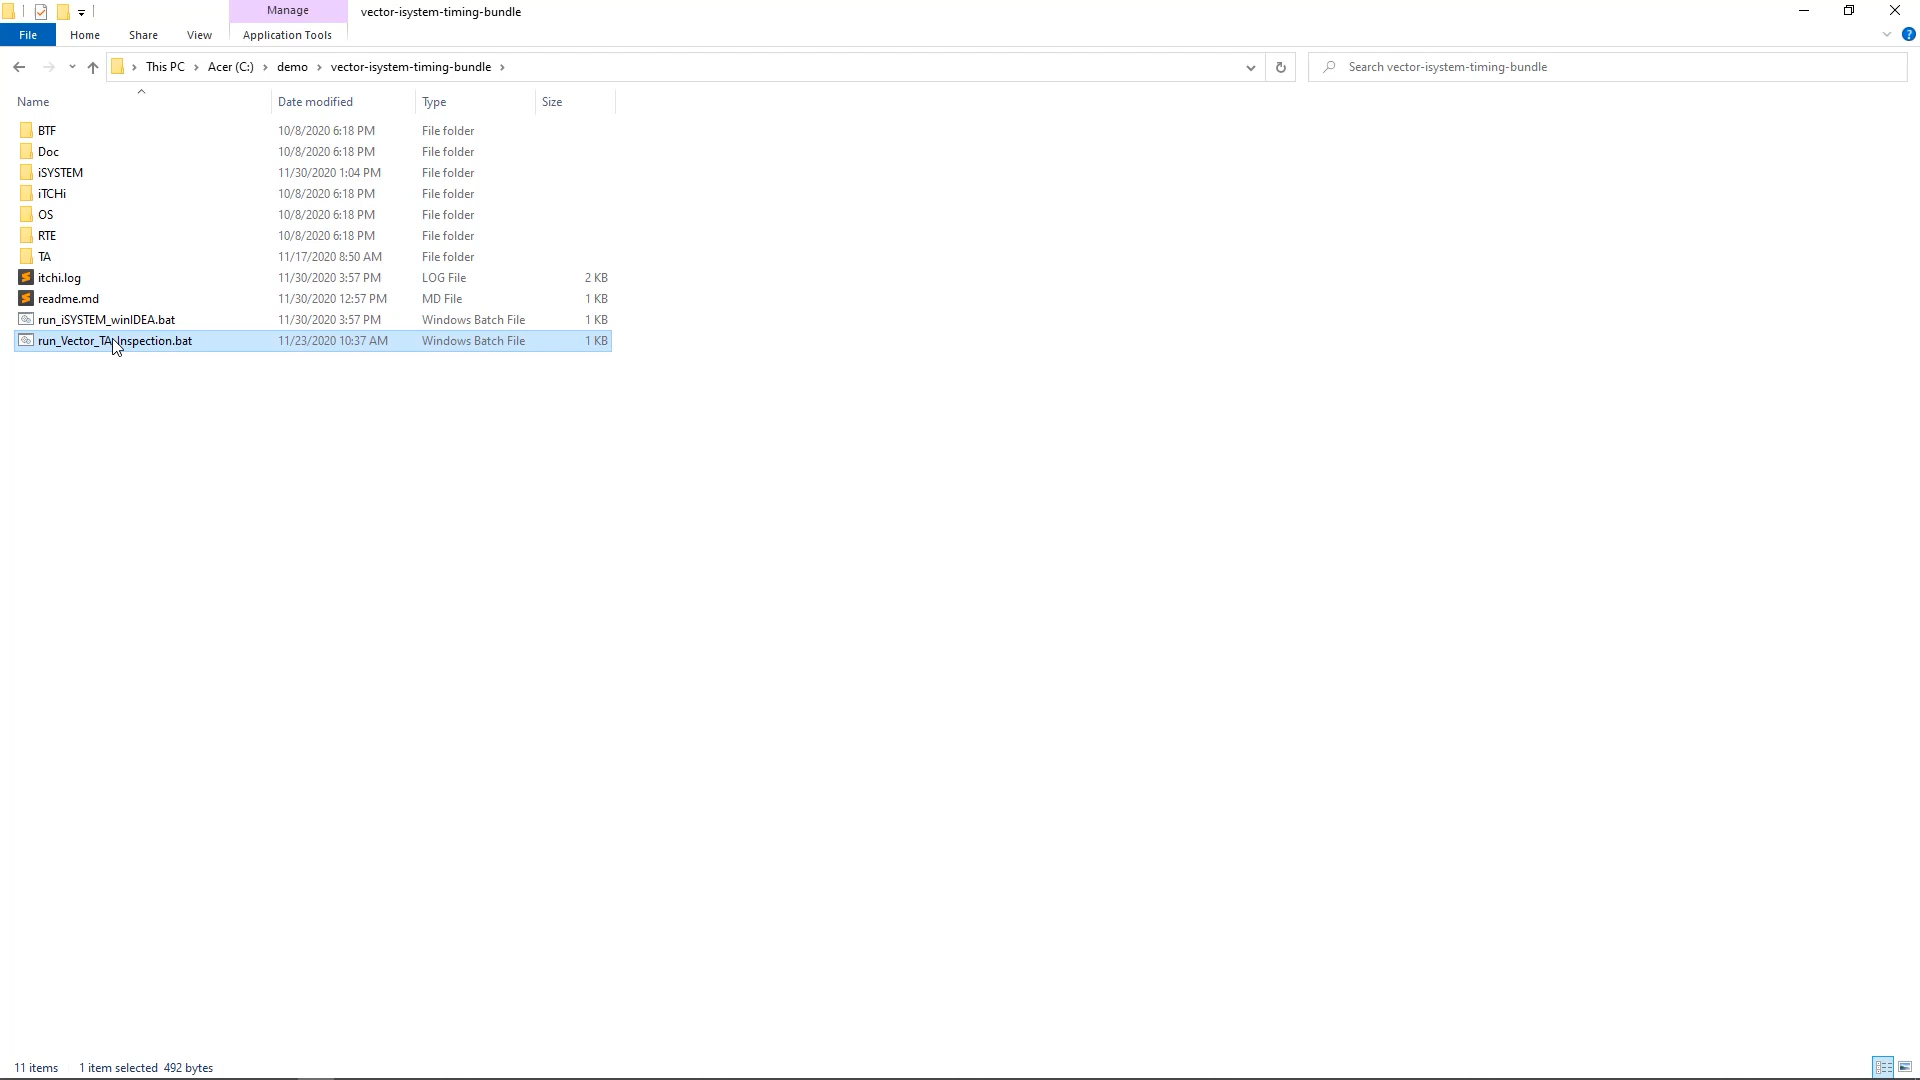 Manage vector-isystem-timing-bundle
File Home Share View Application Tools
This PC Acer (C:) demo vector-isystem-timing-bundle Search vector-isystem-timing-bundle
Name Date modified Type Size
BTF 10/8/2020 6:18 PM File folder
Doc 10/8/2020 6:18 PM File folder
iSYSTEM 11/30/2020 1:04 PM File folder
iTCHi 10/8/2020 6:18 PM File folder
OS 10/8/2020 6:18 PM File folder
RTE 10/8/2020 6:18 PM File folder
TA 11/17/2020 8:50 AM File folder
itchi.log 11/30/2020 3:57 PM LOG File 2 KB
readme.md 11/30/2020 12:57 PM MD File 1 KB
run_iSYSTEM_winIDEA.bat 11/30/2020 3:57 PM Windows Batch File 1 KB
run_Vector_TA_Inspection.bat 11/23/2020 10:37 AM Windows Batch File 1 KB
11 items 1 item selected 492 bytes